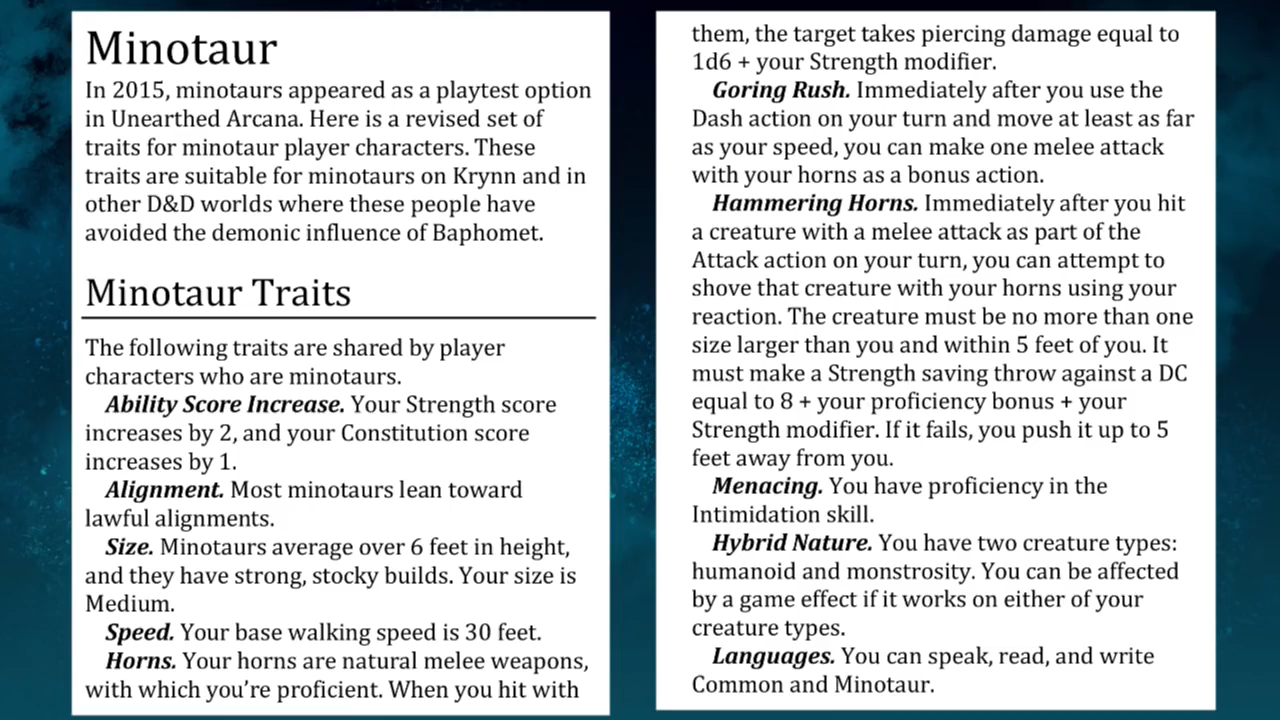 Minotaur
In 2015, minotaurs appeared as a playtest option
in Unearthed Arcana. Here is a revised set of
traits for minotaur player characters. These
traits are suitable for minotaurs on Krynn and in
other D&D worlds where these people have
avoided the demonic influence of Baphomet.
Minotaur Traits
The following traits are shared by player
characters who are minotaurs.
Ability Score Increase. Your Strength score
increases by 2, and your Constitution score
increases by 1.
Alignment. Most minotaurs lean toward
lawful alignments.
Size. Minotaurs average over 6 feet in height,
and they have strong, stocky builds. Your size is
Medium.
Speed. Your base walking speed is 30 feet.
Horns. Your horns are natural melee weapons,
with which you’re proficient. When you hit with
them, the target takes piercing damage equal to
1d6 + your Strength modifier.
Goring Rush. Immediately after you use the
Dash action on your turn and move at least as far
as your speed, you can make one melee attack
with your horns as a bonus action.
Hammering Horns. Immediately after you hit
a creature with a melee attack as part of the
Attack action on your turn, you can attempt to
shove that creature with your horns using your
reaction. The creature must be no more than one
size larger than you and within 5 feet of you. It
must make a Strength saving throw against a DC
equal to 8 + your proficiency bonus + your
Strength modifier. If it fails, you push it up to 5
feet away from you.
Menacing. You have proficiency in the
Intimidation skill.
Hybrid Nature. You have two creature types:
humanoid and monstrosity. You can be affected
by a game effect if it works on either of your
creature types.
Languages. You can speak, read, and write
Common and Minotaur.